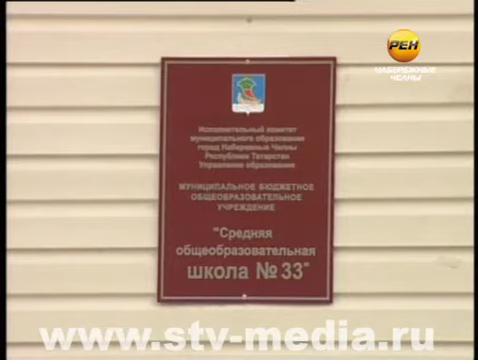 РЕН
НАБЕРЕЖНЫЕ
ЧЕЛНЫ
Исполнительный комитет
муниципального образования
город Набережные Челны
Республики Татарстан
Управление образования
МУНИЦИПАЛЬНОЕ БЮДЖЕТНОЕ
ОБЩЕОБРАЗОВАТЕЛЬНОЕ
УЧРЕЖДЕНИЕ
"Средняя
общеобразовательная
школа № 33"
www.stv-media.ru